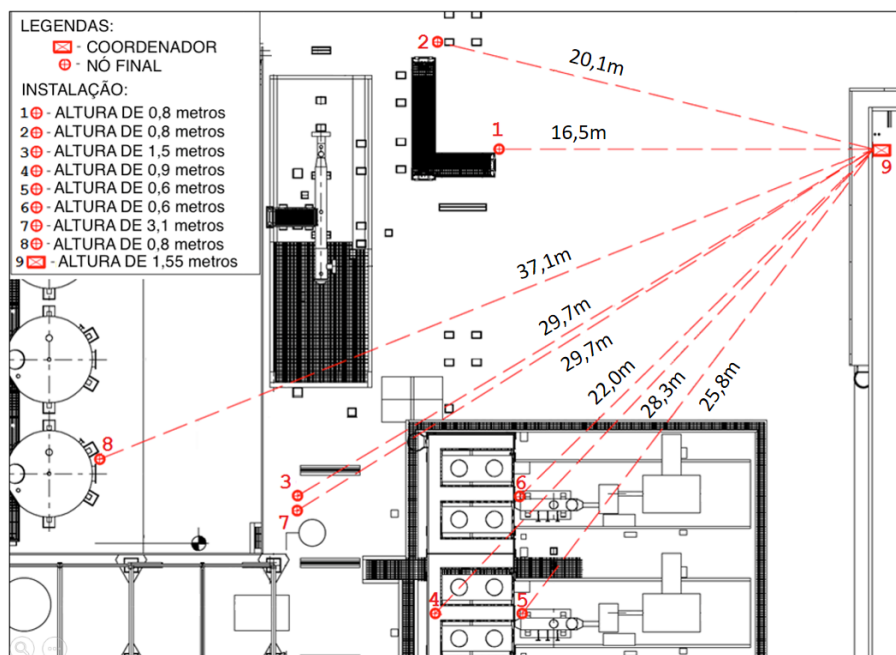 LEGENDAS:
- COORDENADOR
- NÓ FINAL
INSTALAÇÃO:
1 - ALTURA DE 0,8 metros
2 - ALTURA DE 0,8 metros
3 - ALTURA DE 1,5 metros
4 - ALTURA DE 0,9 metros
5 - ALTURA DE 0,6 metros
6 - ALTURA DE 0,6 metros
7 - ALTURA DE 3,1 metros
8 - ALTURA DE 0,8 metros
9 - ALTURA DE 1,55 metros
2
20,1m
1
16,5m
9
37,1m
29,7m
29,7m
22,0m
28,3m
25,8m
8
3
7
6
4
5